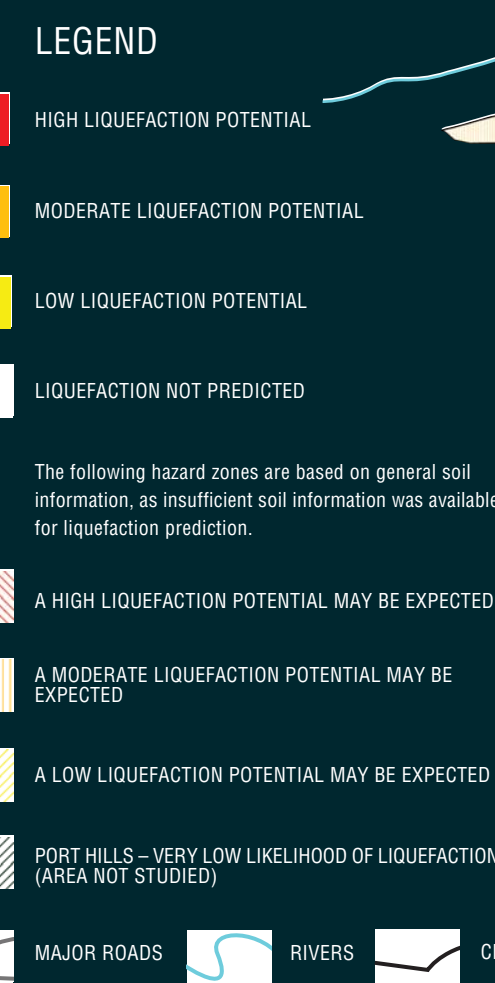 LEGEND
HIGH LIQUEFACTION POTENTIAL
MODERATE LIQUEFACTION POTENTIAL
LOW LIQUEFACTION POTENTIAL
LIQUEFACTION NOT PREDICTED
The following hazard zones are based on general soil
information, as insufficient soil information was available
for liquefaction prediction.
A HIGH LIQUEFACTION POTENTIAL MAY BE EXPECTED
A MODERATE LIQUEFACTION POTENTIAL MAY BE
EXPECTED
A LOW LIQUEFACTION POTENTIAL MAY BE EXPECTED
PORT HILLS – VERY LOW LIKELIHOOD OF LIQUEFACTION
(AREA NOT STUDIED)
MAJOR ROADS RIVERS